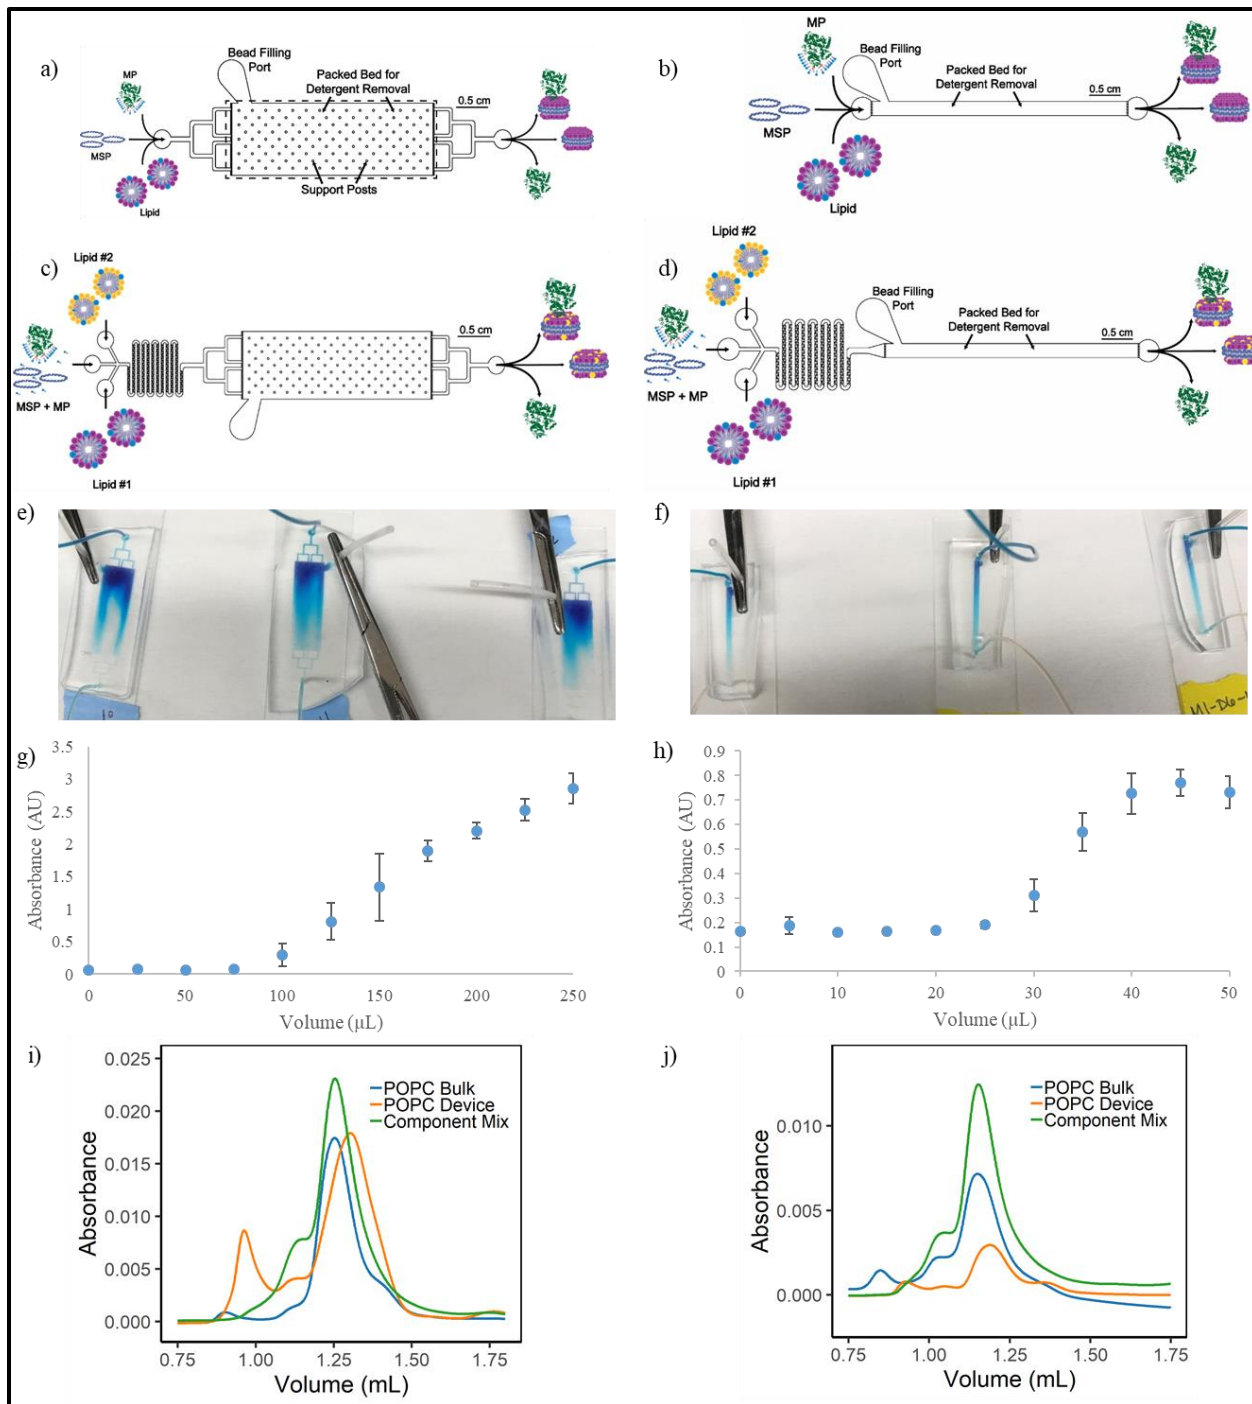 a)
MP
Bead Filling
Port
Packed Bed for
Detergent Removal
0.5 cm
MSP
Lipid
Support Posts
b)
MP
Bead Filling
Port
Packed Bed for
Detergent Removal
0.5 cm
MSP
Lipid
c)
Lipid #2
0.5 cm
MSP + MP
Lipid #1
d)
Lipid #2
Bead Filling
Port
Packed Bed for
Detergent Removal
0.5 cm
MSP + MP
Lipid #1
e)
f)
M1-D6-
g)
Absorbance (AU)
3.5
3
2.5
2
1.5
1
0.5
0
0 50 100 150 200 250
Volume (μL)
h)
Absorbance (AU)
0.9
0.8
0.7
0.6
0.5
0.4
0.3
0.2
0.1
0
0 10 20 30 40 50
Volume (μL)
i)
Absorbance
0.025
0.020
0.015
0.010
0.005
0.000
POPC Bulk
POPC Device
Component Mix
0.75 1.00 1.25 1.50 1.75
Volume (mL)
j)
Absorbance
0.010
0.005
0.000
POPC Bulk
POPC Device
Component Mix
0.75 1.00 1.25 1.50 1.75
Volume (mL)